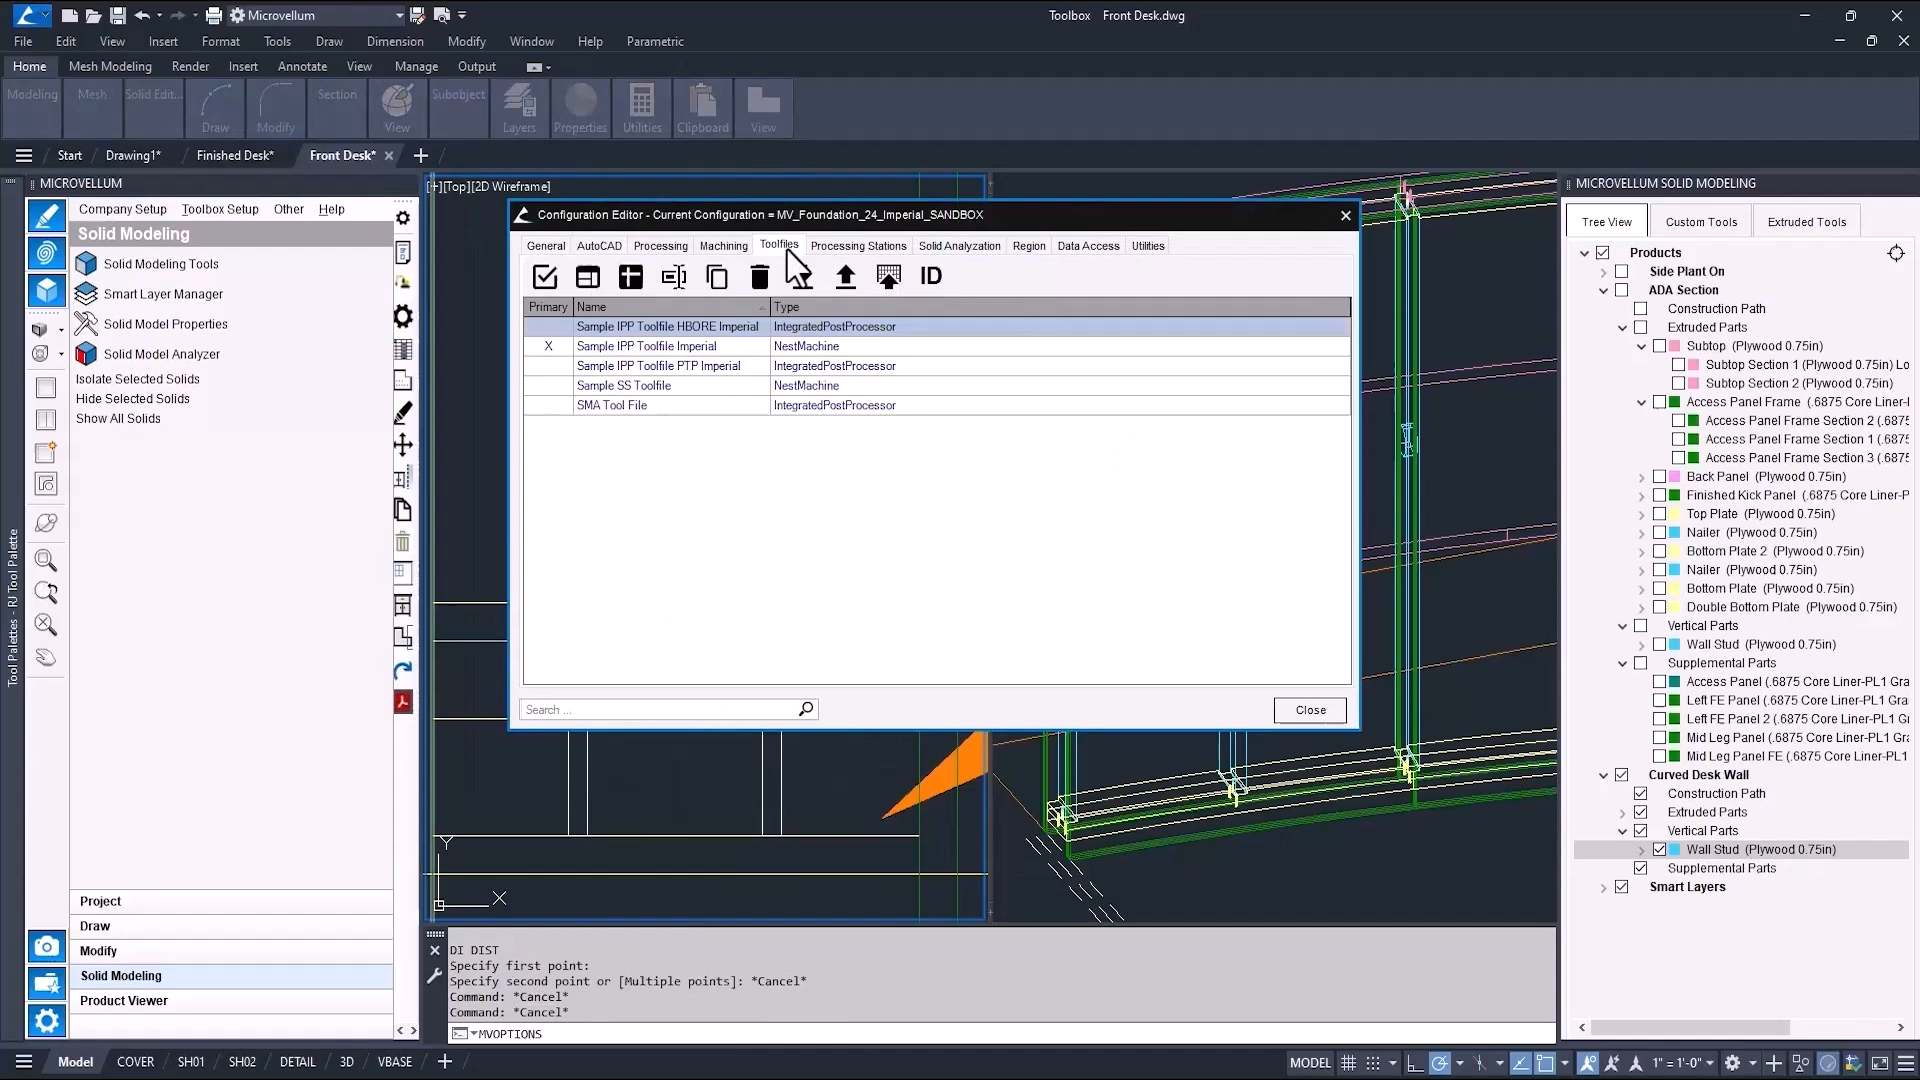 Microvellum
Toolbox Front Desk.dwg
File Edit View Insert Format Tools Draw Dimension Modify Window Help Parametric
Home Mesh Modeling Render Insert Annotate View Manage Output
Modeling Mesh Solid Edit... Draw Modify Section View Subobject Layers Properties Utilities Clipboard View
Start Drawing1* Finished Desk* Front Desk*
MICROVELLUM
Company Setup Toolbox Setup Other Help
Solid Modeling
Solid Modeling Tools
Smart Layer Manager
Solid Model Properties
Solid Model Analyzer
Isolate Selected Solids
Hide Selected Solids
Show All Solids
Tool Palettes - RJ Tool Palette
Project
Draw
Modify
Solid Modeling
Product Viewer
[+][Top][2D Wireframe]
Configuration Editor - Current Configuration = MV_Foundation_24_Imperial_SANDBOX
General AutoCAD Processing Machining Toolfiles Processing Stations Solid Analyzation Region Data Access Utilities
ID
Primary Name Type
Sample IPP Toolfile HBORE Imperial IntegratedPostProcessor
X Sample IPP Toolfile Imperial NestMachine
Sample IPP Toolfile PTP Imperial IntegratedPostProcessor
Sample SS Toolfile NestMachine
SMA Tool File IntegratedPostProcessor
Search ...
Close
Y
X
DI DIST
Specify first point:
Specify second point or [Multiple points]: *Cancel*
Command: *Cancel*
Command: *Cancel*
MVOPTIONS
MICROVELLUM SOLID MODELING
Tree View Custom Tools Extruded Tools
Products
Side Plant On
ADA Section
Construction Path
Extruded Parts
Subtop (Plywood 0.75in)
Subtop Section 1 (Plywood 0.75in) Lo
Subtop Section 2 (Plywood 0.75in)
Access Panel Frame (.6875 Core Liner-I
Access Panel Frame Section 2 (.6875
Access Panel Frame Section 1 (.6875
Access Panel Frame Section 3 (.6875
Back Panel (Plywood 0.75in)
Finished Kick Panel (.6875 Core Liner-P
Top Plate (Plywood 0.75in)
Nailer (Plywood 0.75in)
Bottom Plate 2 (Plywood 0.75in)
Nailer (Plywood 0.75in)
Bottom Plate (Plywood 0.75in)
Double Bottom Plate (Plywood 0.75in)
Vertical Parts
Wall Stud (Plywood 0.75in)
Supplemental Parts
Access Panel (.6875 Core Liner-PL1 Gra
Left FE Panel (.6875 Core Liner-PL1 Gra
Left FE Panel 2 (.6875 Core Liner-PL1 Gr
Mid Leg Panel (.6875 Core Liner-PL1 Gra
Mid Leg Panel FE (.6875 Core Liner-PL1
Curved Desk Wall
Construction Path
Extruded Parts
Vertical Parts
Wall Stud (Plywood 0.75in)
Supplemental Parts
Smart Layers
Model COVER SH01 SH02 DETAIL 3D VBASE
MODEL 1" = 1'-0"